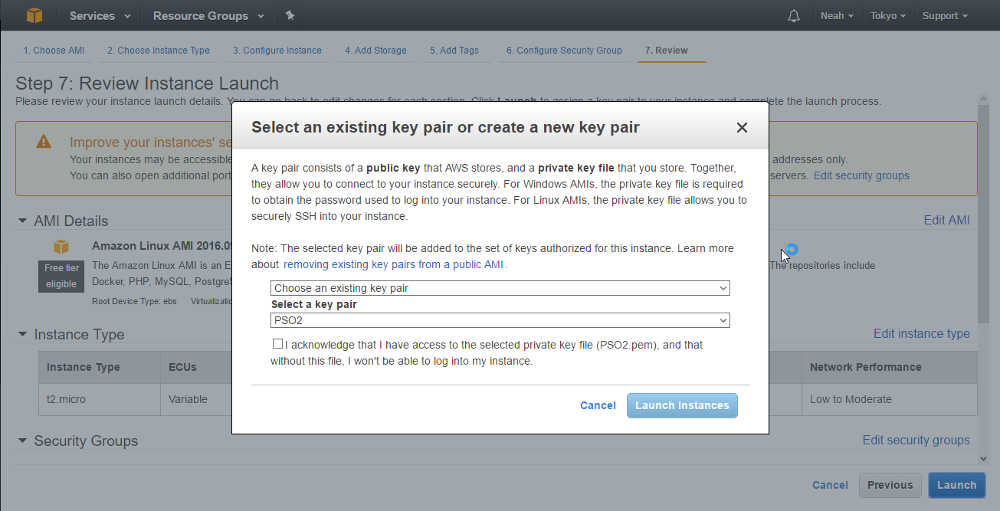 Services Resource Groups Neah Tokyo Support
1. Choose AMI 2. Choose Instance Type 3. Configure Instance 4. Add Storage 5. Add Tags 6. Configure Security Group 7. Review
Step 7: Review Instance Launch
Please review your instance launch details. You can go back to edit changes for each section. Click Launch to assign a key pair to your instance and complete the launch process.
Select an existing key pair or create a new key pair
Improve your instances' se
Your instances may be accessible addresses only.
You can also open additional port servers. Edit security groups
A key pair consists of a public key that AWS stores, and a private key file that you store. Together,
they allow you to connect to your instance securely. For Windows AMIs, the private key file is required
to obtain the password used to log into your instance. For Linux AMIs, the private key file allows you to
securely SSH into your instance.
AMI Details Edit AMI
Amazon Linux AMI 2016.09
Free tier
eligible
The Amazon Linux AMI is an E The repositories include
Docker, PHP, MySQL, PostgreS
Root Device Type: ebs Virtualizatio
Note: The selected key pair will be added to the set of keys authorized for this instance. Learn more
about removing existing key pairs from a public AMI.
Choose an existing key pair
Select a key pair
PSO2
I acknowledge that I have access to the selected private key file (PSO2.pem), and that
without this file, I won't be able to log into my instance.
Cancel Launch Instances
Instance Type Edit instance type
Instance Type ECUs Network Performance
t2.micro Variable Low to Moderate
Security Groups Edit security groups
Cancel Previous Launch